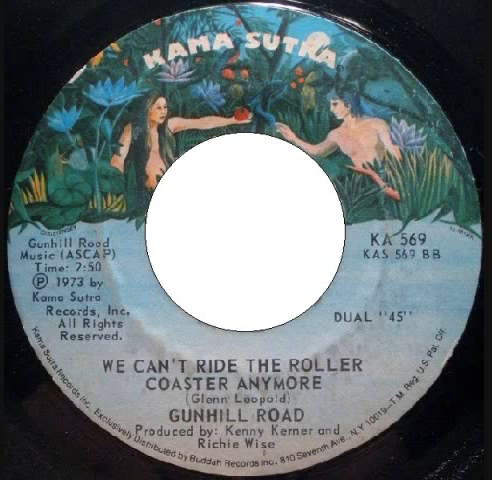 KAMA SUTRA
Gunhill Road
Music (ASCAP)
Time: 2:50
Ⓟ 1973 by
Kama Sutra
Records, Inc.
All Rights
Reserved.
KA 569
KAS 569 BB
DUAL "45"
WE CAN'T RIDE THE ROLLER
COASTER ANYMORE
(Glenn Leopold)
GUNHILL ROAD
Produced by: Kenny Kerner and
Richie Wise
Kama Sutra Records Inc. Exclusively Distributed by Buddah Records Inc. 810 Seventh Ave., N.Y. 10019—T.M. Reg. U.S. Pat. Off.